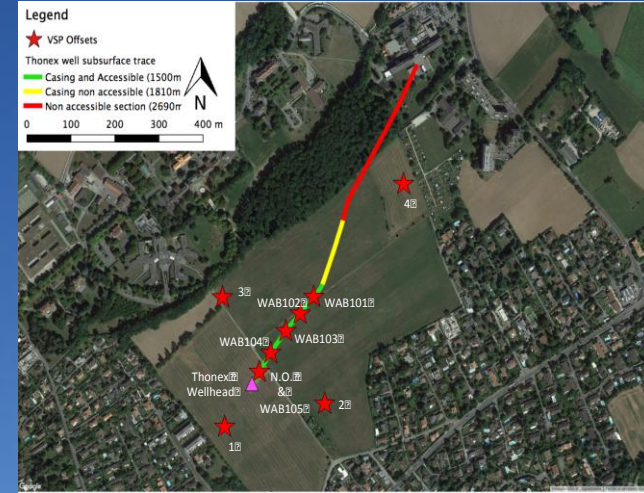 Legend
VSP Offsets
Thonex well subsurface trace
Casing and Accessible (1500m
Casing non accessible (1810m
Non accessible section (2690m
N
0 100 200 300 400 m
4
3
WAB102 WAB101
WAB103
WAB104
Thonex N.O.
Wellhead &
WAB105 2
1
Google